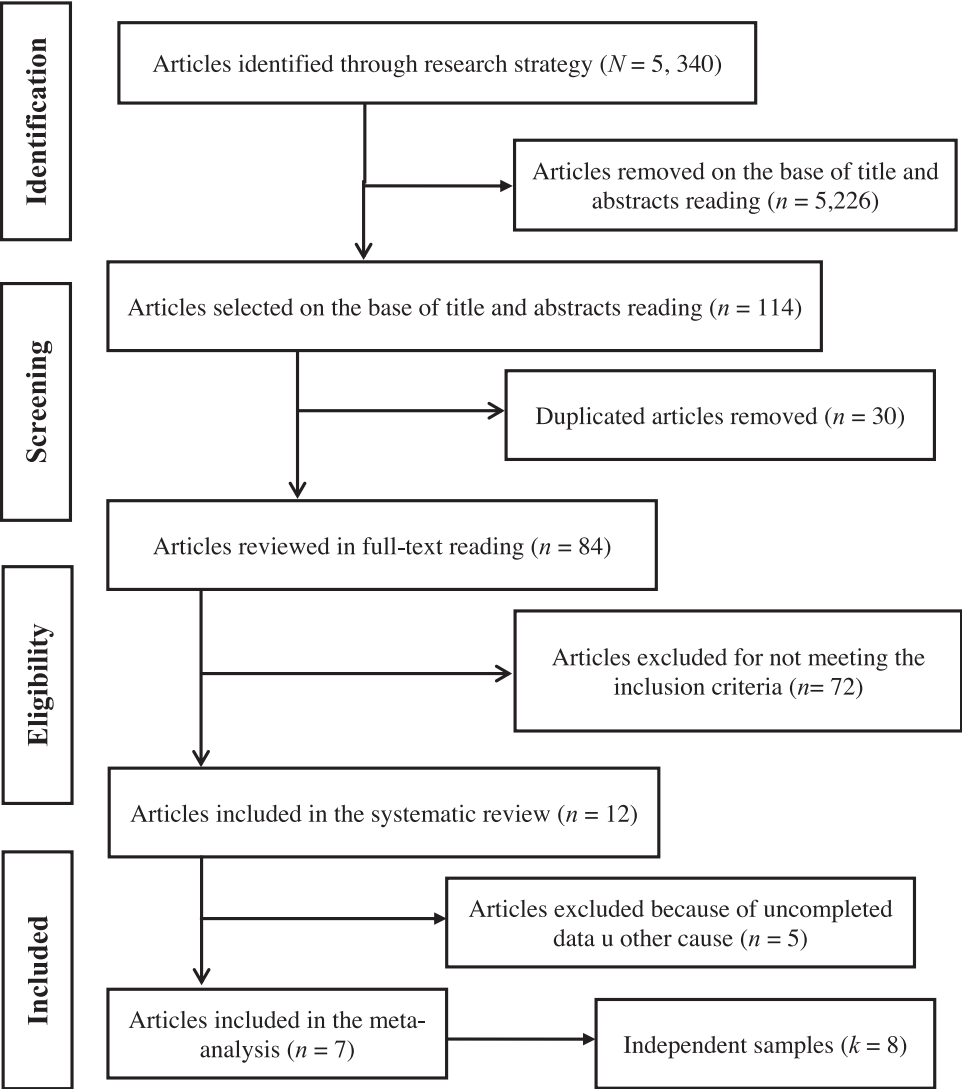 Identification
Articles identified through research strategy (N = 5, 340)
Articles removed on the base of title and
abstracts reading (n = 5,226)
Screening
Articles selected on the base of title and abstracts reading (n = 114)
Duplicated articles removed (n = 30)
Articles reviewed in full-text reading (n = 84)
Eligibility
Articles excluded for not meeting the
inclusion criteria (n= 72)
Articles included in the systematic review (n = 12)
Included
Articles excluded because of uncompleted
data u other cause (n = 5)
Articles included in the meta-
analysis (n = 7)
Independent samples (k = 8)